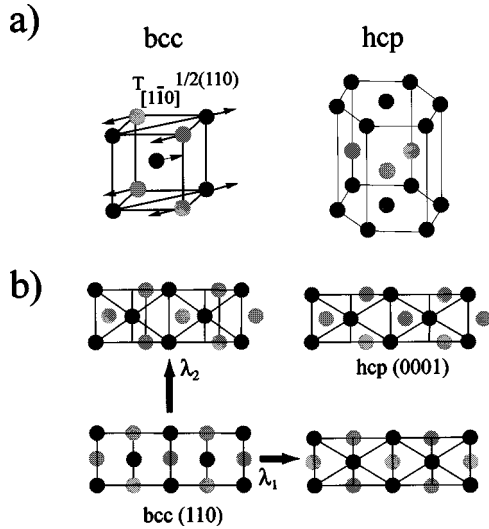 a)
bcc
hcp
T[11̄0]1/2(110)
b)
λ2
hcp (0001)
λ1
bcc (110)